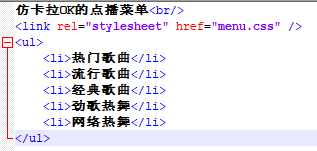 仿卡拉OK的点播菜单<br/>
<link rel="stylesheet" href="menu.css" />
<ul>
<li>热门歌曲</li>
<li>流行歌曲</li>
<li>经典歌曲</li>
<li>劲歌热舞</li>
<li>网络热舞</li>
</ul>